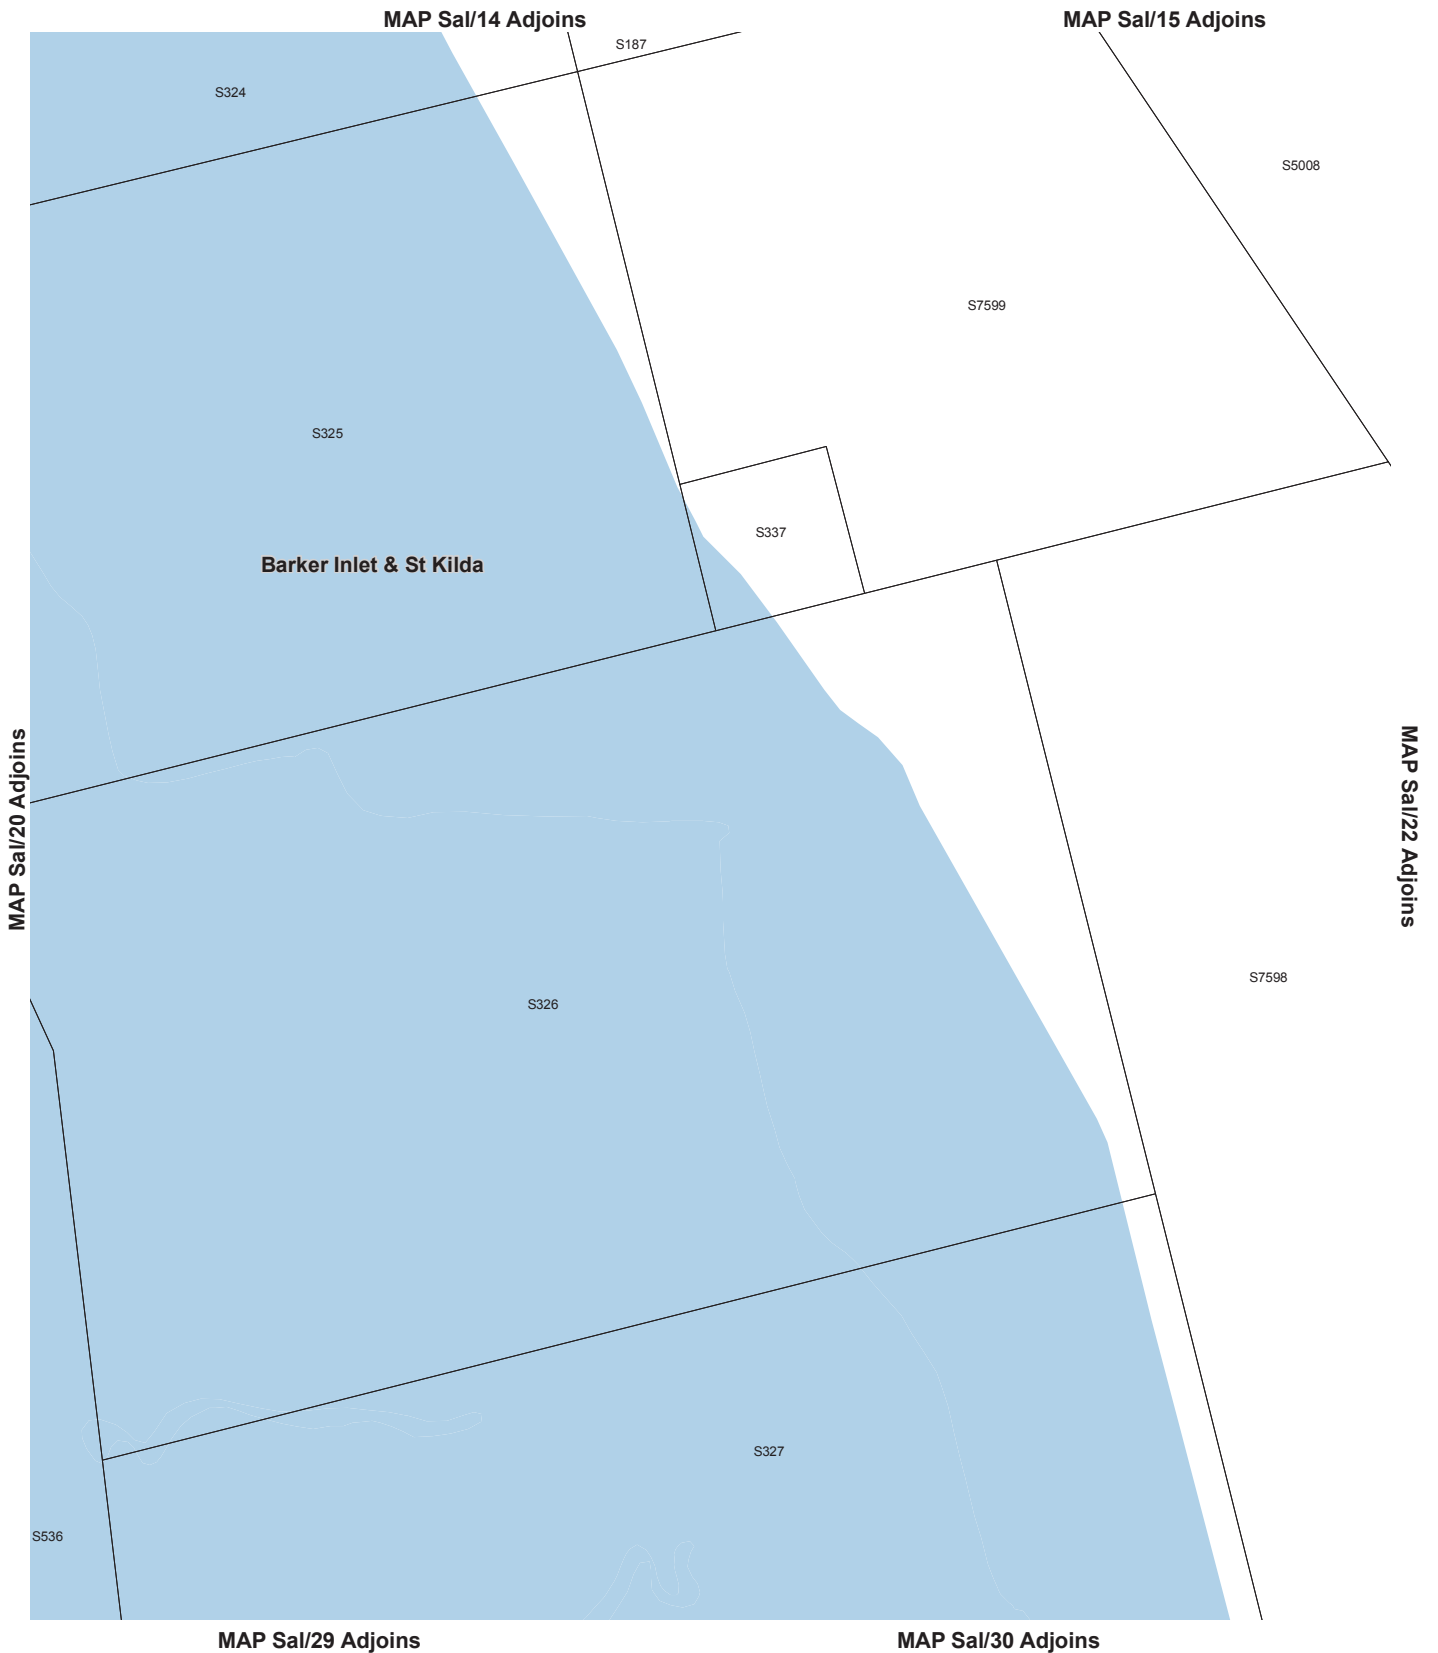 MAP Sal/14 Adjoins
MAP Sal/15 Adjoins
S187
S324
S5008
S7599
S325
S337
Barker Inlet & St Kilda
MAP Sal/20 Adjoins
MAP Sal/22 Adjoins
S7598
S326
S327
S536
MAP Sal/29 Adjoins
MAP Sal/30 Adjoins